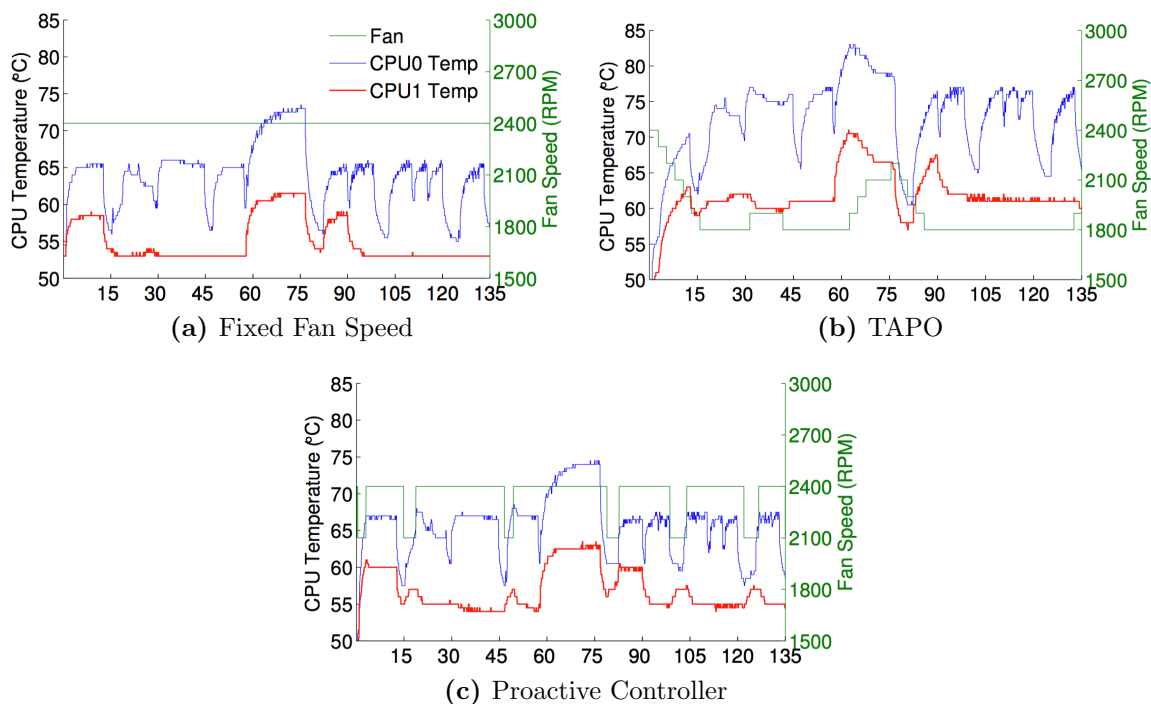 85
80
75
70
65
60
55
50
CPU Temperature (ºC)
Fan
CPU0 Temp
CPU1 Temp
3000
2700
2400
2100
1800
1500
Fan Speed (RPM)
15 30 45 60 75 90 105 120 135
(a) Fixed Fan Speed
85
80
75
70
65
60
55
50
CPU Temperature (ºC)
3000
2700
2400
2100
1800
1500
Fan Speed (RPM)
15 30 45 60 75 90 105 120 135
(b) TAPO
85
80
75
70
65
60
55
50
CPU Temperature (ºC)
3000
2700
2400
2100
1800
1500
Fan Speed (RPM)
15 30 45 60 75 90 105 120 135
(c) Proactive Controller